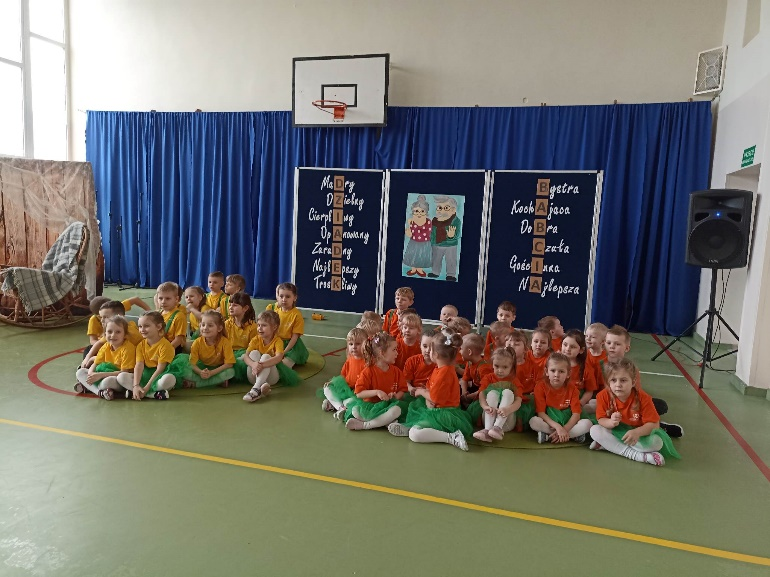 Mądry
Dzielny
Cierpliwy
Opanowany
Zaradny
Najlepszy
Troskliwy
Bystra
Kochająca
Dobra
Czuła
Gościnna
Najlepsza